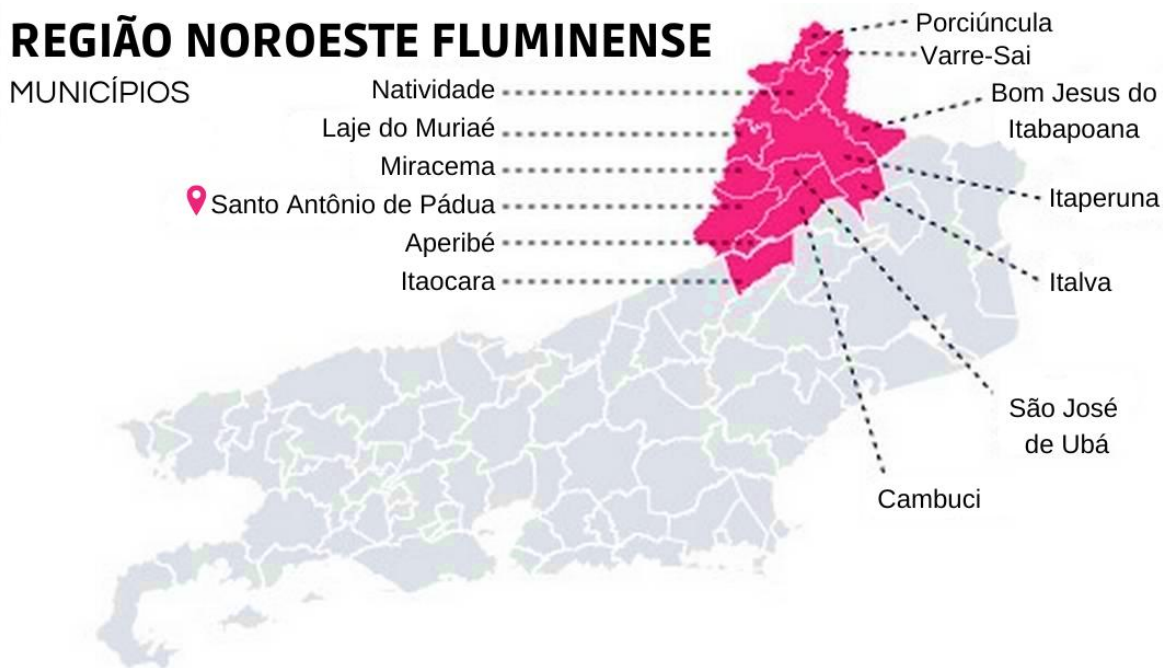 REGIÃO NOROESTE FLUMINENSE
MUNICÍPIOS
Natividade
Laje do Muriaé
Miracema
Santo Antônio de Pádua
Aperibé
Itaocara
Porciúncula
Varre-Sai
Bom Jesus do
Itabapoana
Itaperuna
Italva
São José
de Ubá
Cambuci